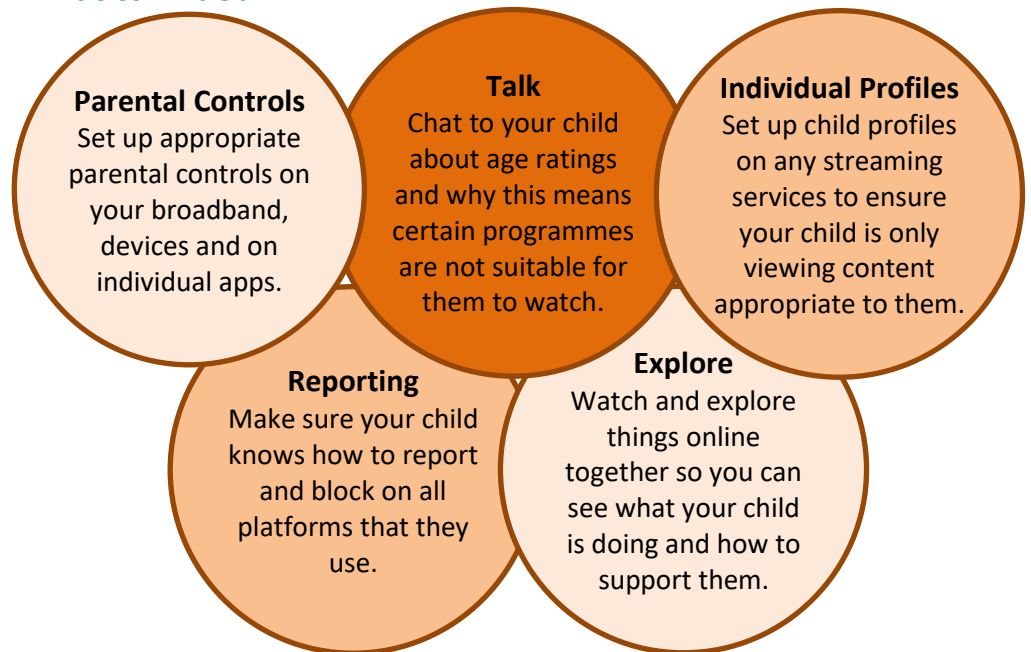 Parental Controls
Set up appropriate
parental controls on
your broadband,
devices and on
individual apps.
Talk
Chat to your child
about age ratings
and why this means
certain programmes
are not suitable for
them to watch.
Individual Profiles
Set up child profiles
on any streaming
services to ensure
your child is only
viewing content
appropriate to them.
Reporting
Make sure your child
knows how to report
and block on all
platforms that they
use.
Explore
Watch and explore
things online
together so you can
see what your child
is doing and how to
support them.